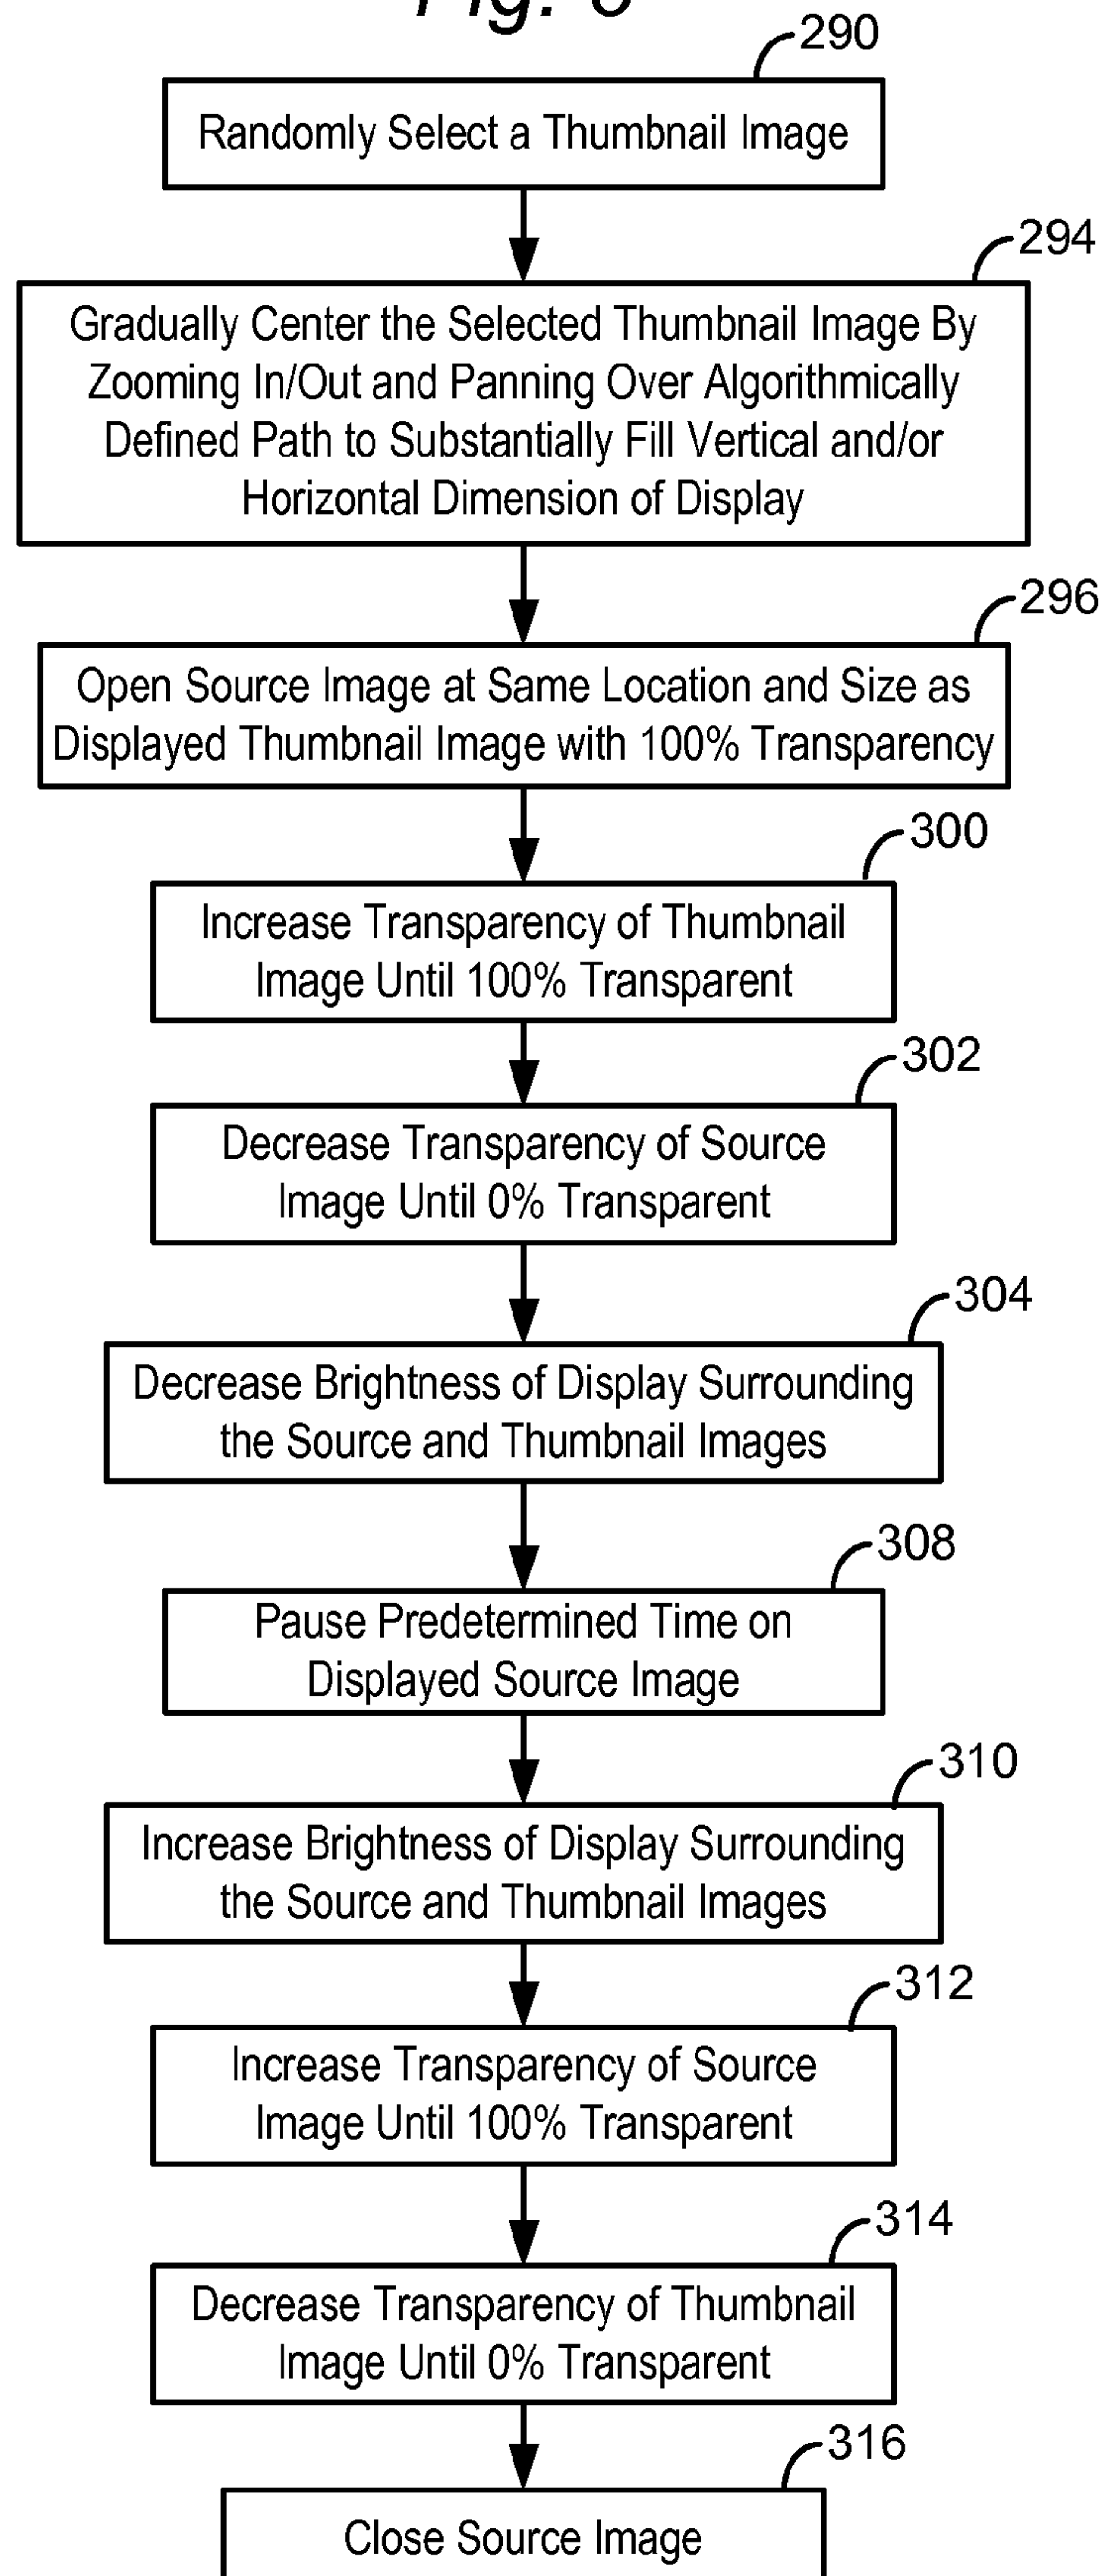 290
Randomly Select a Thumbnail Image
294
Gradually Center the Selected Thumbnail Image By
Zooming In/Out and Panning Over Algorithmically
Defined Path to Substantially Fill Vertical and/or
Horizontal Dimension of Display
296
Open Source Image at Same Location and Size as
Displayed Thumbnail Image with 100% Transparency
300
Increase Transparency of Thumbnail
Image Until 100% Transparent
302
Decrease Transparency of Source
Image Until 0% Transparent
304
Decrease Brightness of Display Surrounding
the Source and Thumbnail Images
308
Pause Predetermined Time on
Displayed Source Image
310
Increase Brightness of Display Surrounding
the Source and Thumbnail Images
312
Increase Transparency of Source
Image Until 100% Transparent
314
Decrease Transparency of Thumbnail
Image Until 0% Transparent
316
Close Source Image